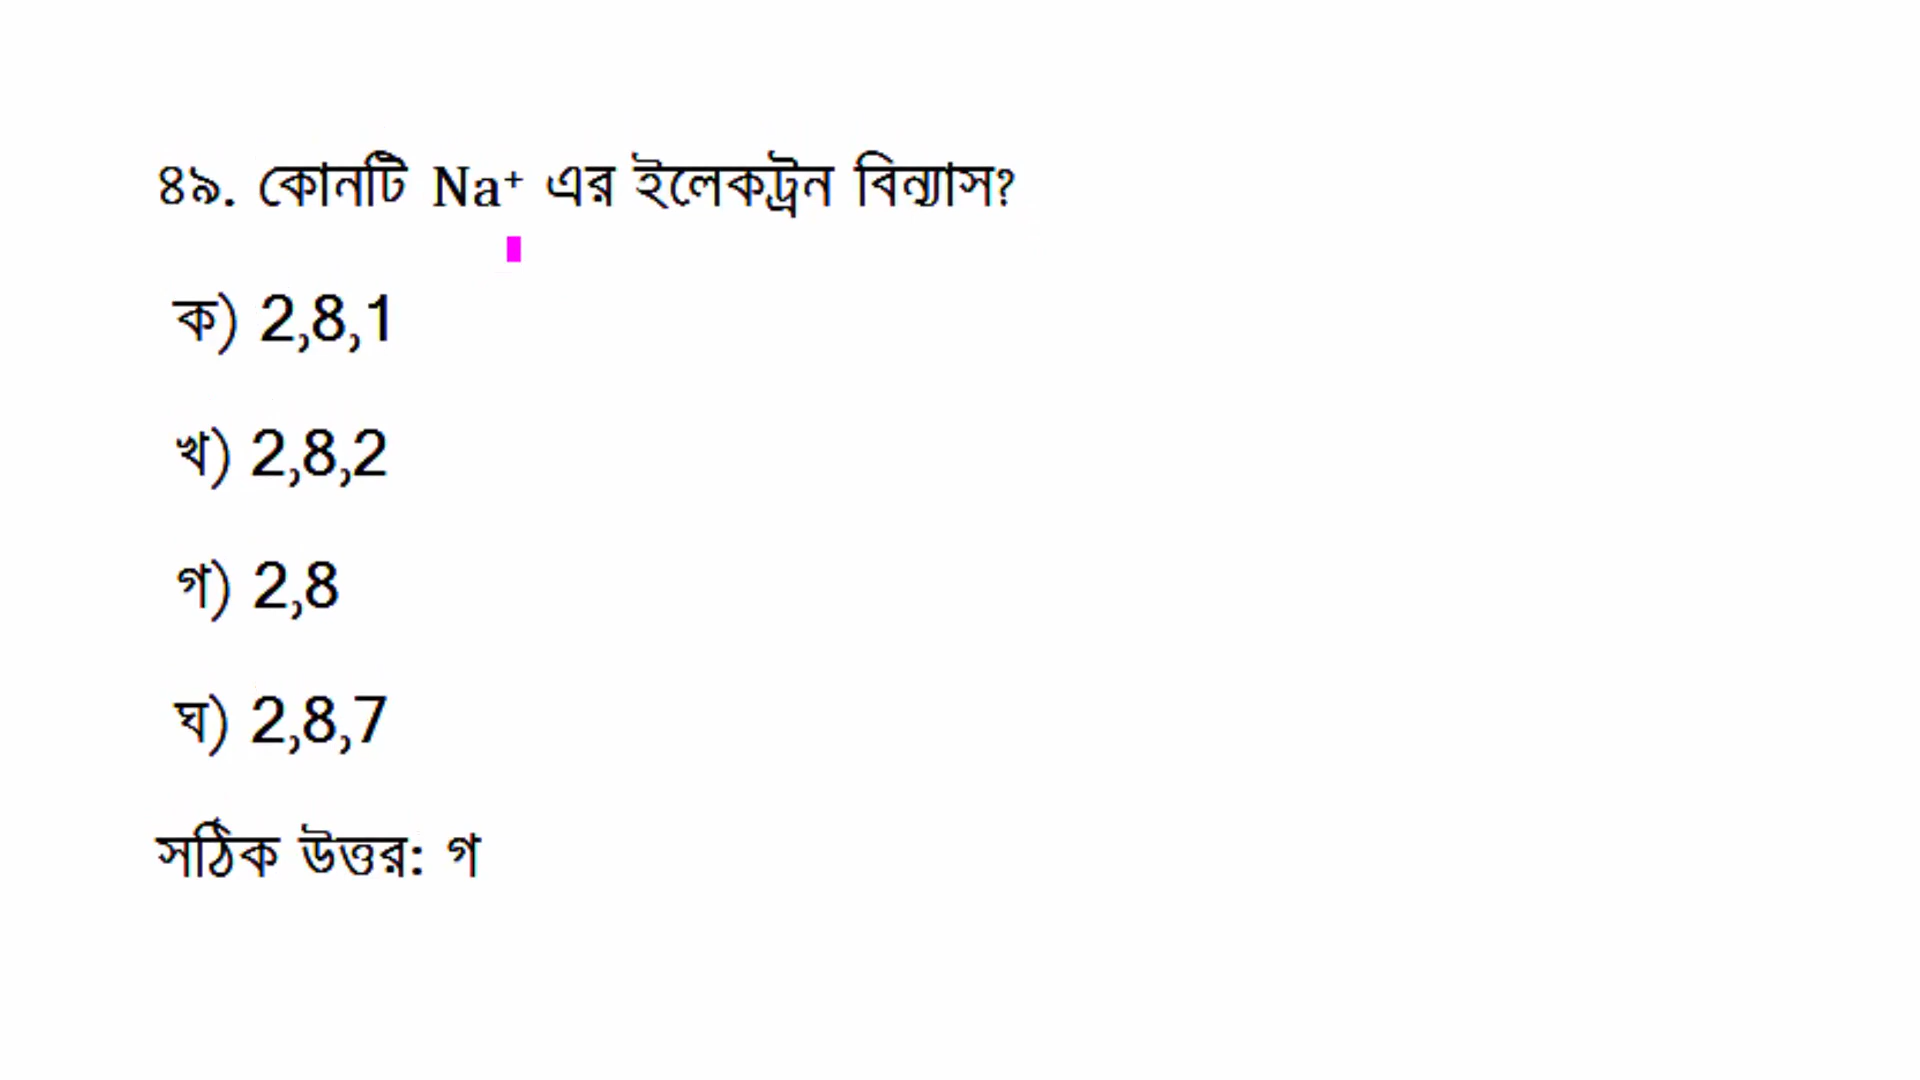 ৪৯. কোনটি Na⁺ এর ইলেকট্রন বিন্যাস?
ক) 2,8,1
খ) 2,8,2
গ) 2,8
ঘ) 2,8,7
সঠিক উত্তর: গ